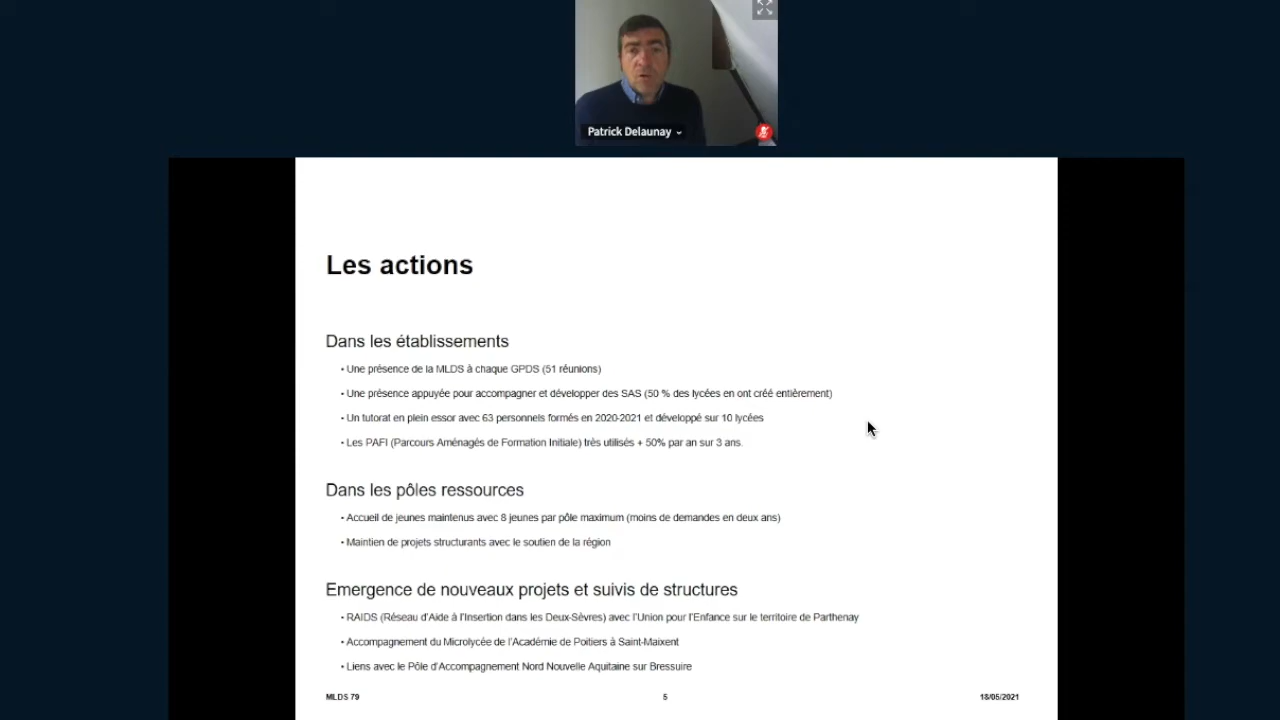 Patrick Delaunay
Les actions
Dans les établissements
• Une présence de la MLDS à chaque GPDS (51 réunions)
• Une présence appuyée pour accompagner et développer des SAS (50 % des lycées en ont créé entièrement)
• Un tutorat en plein essor avec 63 personnels formés en 2020-2021 et développé sur 10 lycées
• Les PAFI (Parcours Aménagés de Formation Initiale) très utilisés + 50% par an sur 3 ans.
Dans les pôles ressources
• Accueil de jeunes maintenus avec 8 jeunes par pôle maximum (moins de demandes en deux ans)
• Maintien de projets structurants avec le soutien de la région
Emergence de nouveaux projets et suivis de structures
• RAIDS (Réseau d'Aide à l'Insertion dans les Deux-Sèvres) avec l'Union pour l'Enfance sur le territoire de Parthenay
• Accompagnement du Microlycée de l'Académie de Poitiers à Saint-Maixent
• Liens avec le Pôle d'Accompagnement Nord Nouvelle Aquitaine sur Bressuire
MLDS 79 5 18/05/2021